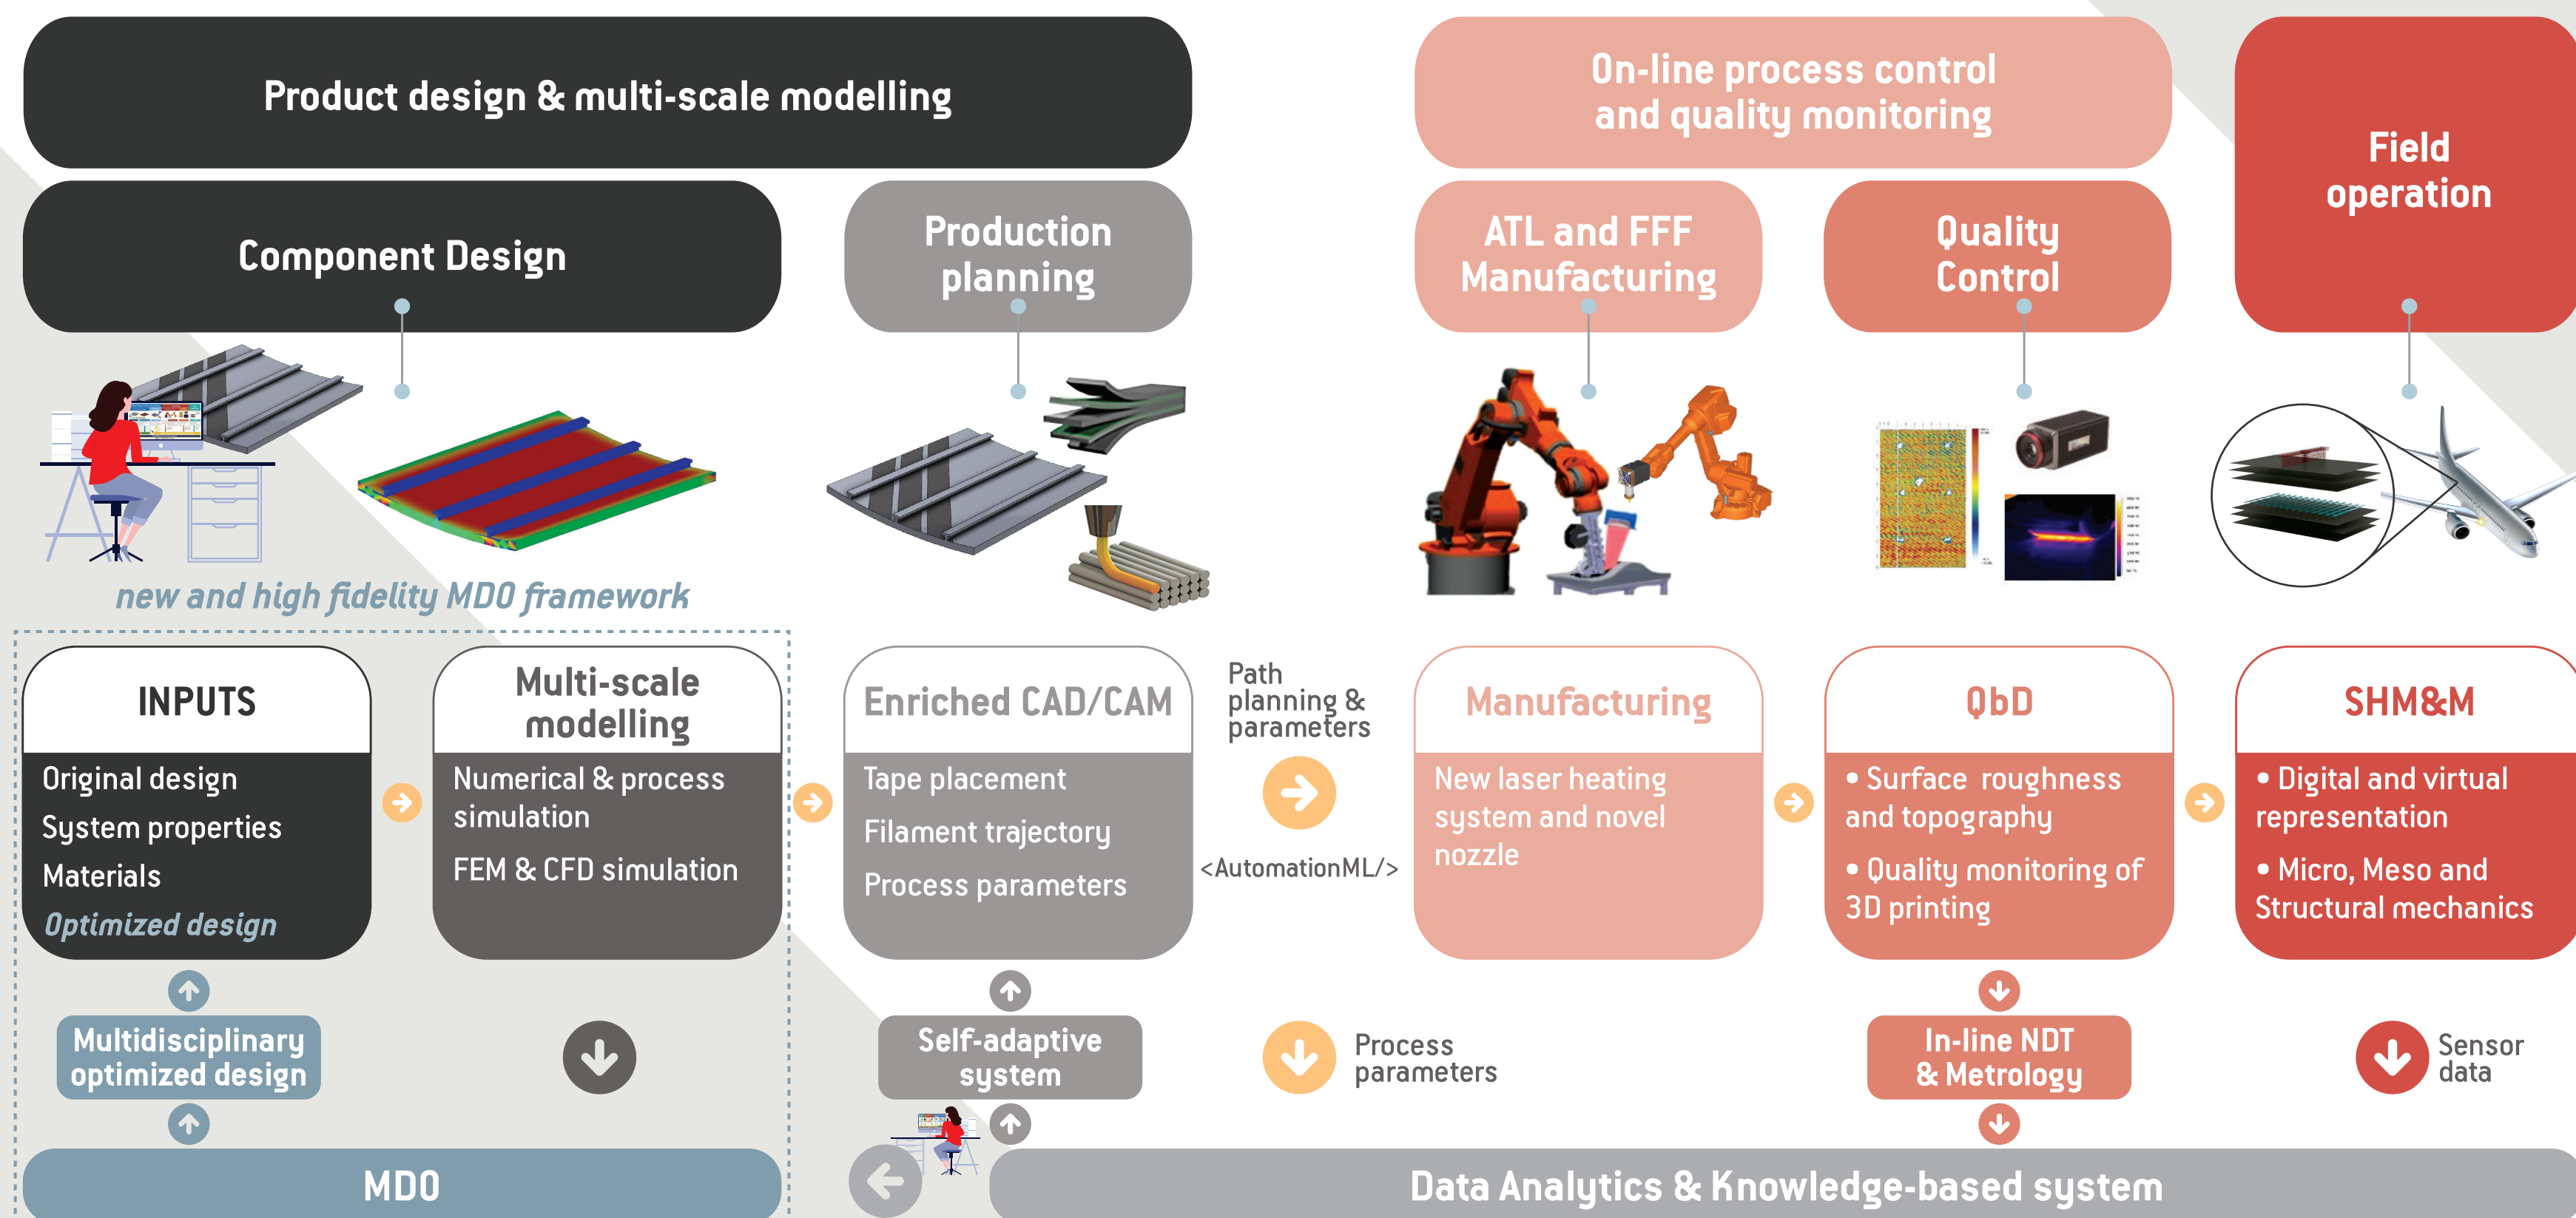 Product design & multi-scale modelling
On-line process control
and quality monitoring
Field
operation
Component Design
Production
planning
ATL and FFF
Manufacturing
Quality
Control
new and high fidelity MDO framework
INPUTS
Original design
System properties
Materials
Optimized design
Multi-scale
modelling
Numerical & process
simulation
FEM & CFD simulation
Enriched CAD/CAM
Tape placement
Filament trajectory
Process parameters
Path
planning &
parameters
<AutomationML/>
Manufacturing
New laser heating
system and novel
nozzle
QbD
• Surface roughness
and topography
• Quality monitoring of
3D printing
SHM&M
• Digital and virtual
representation
• Micro, Meso and
Structural mechanics
Multidisciplinary
optimized design
Self-adaptive
system
Process
parameters
In-line NDT
& Metrology
Sensor
data
MDO
Data Analytics & Knowledge-based system